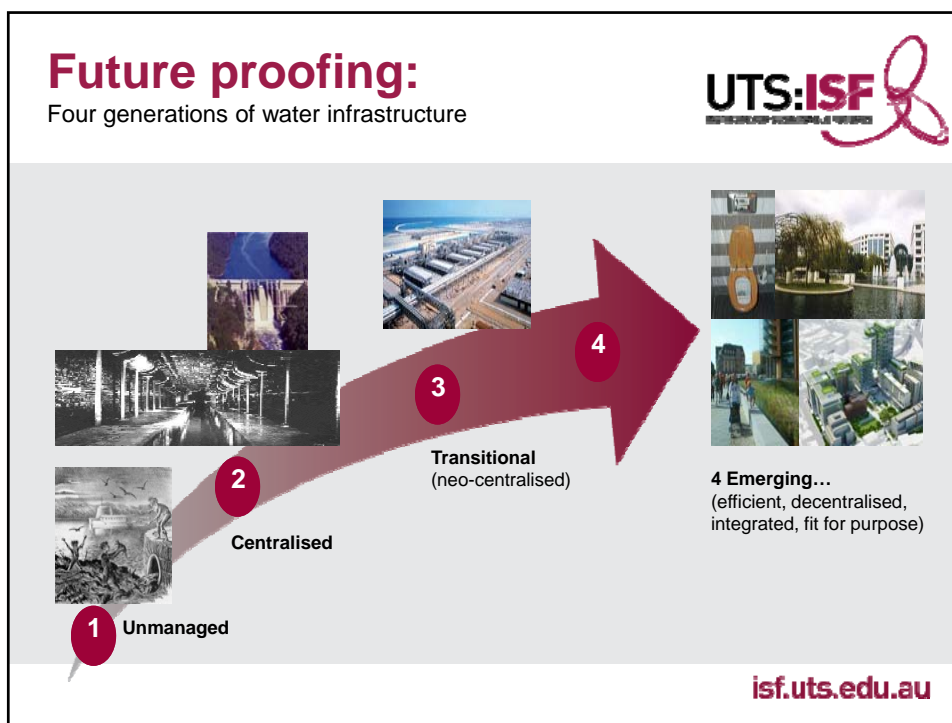 Future proofing:
Four generations of water infrastructure
UTS:ISF
1
Unmanaged
2
Centralised
3
Transitional
(neo-centralised)
4
4 Emerging…
(efficient, decentralised,
integrated, fit for purpose)
isf.uts.edu.au